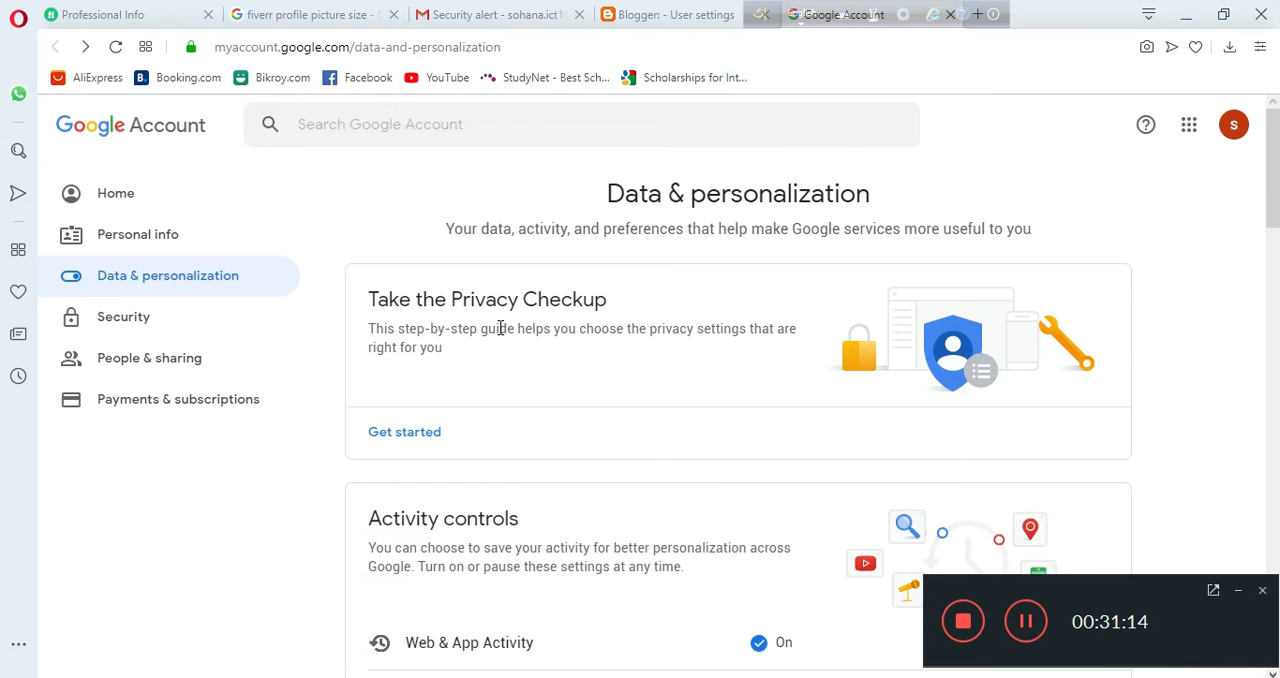 Professional Info
fiverr profile picture size -
Security alert - sohana.ict1
Blogger: - User settings
Google Account
myaccount.google.com/data-and-personalization
AliExpress
Booking.com
Bikroy.com
Facebook
YouTube
StudyNet - Best Sch...
Scholarships for Int...
Google Account
Search Google Account
S
Home
Personal info
Data & personalization
Security
People & sharing
Payments & subscriptions
Data & personalization
Your data, activity, and preferences that help make Google services more useful to you
Take the Privacy Checkup
This step-by-step guide helps you choose the privacy settings that are
right for you
Get started
Activity controls
You can choose to save your activity for better personalization across
Google. Turn on or pause these settings at any time.
Web & App Activity
On
00:31:14